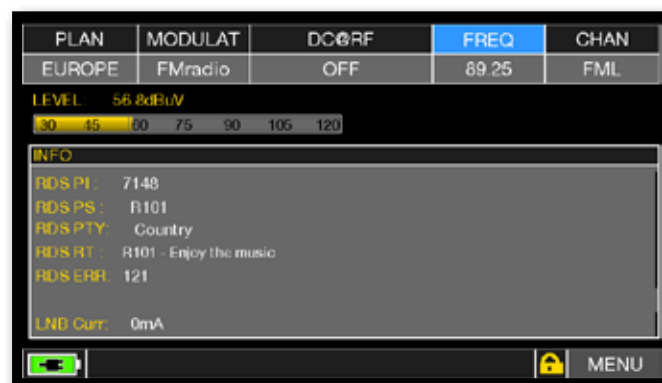 PLAN MODULAT DC@RF FREQ CHAN
EUROPE FMradio OFF 89.25 FML
LEVEL: 56.8dBuV
30 45 60 75 90 105 120
INFO
RDS PI : 7148
RDS PS : R101
RDS PTY: Country
RDS RT : R101 - Enjoy the music
RDS ERR: 121
LNB Curr: 0mA
MENU